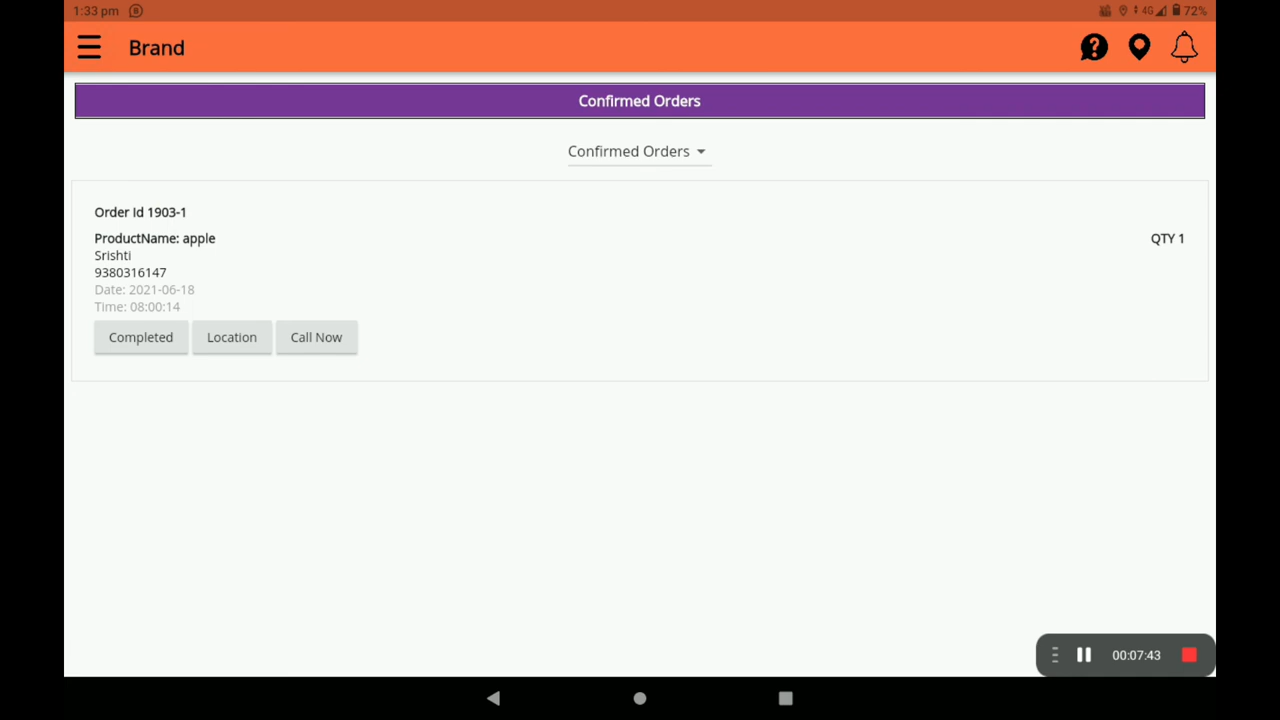 1:33 pm
4G 72%
Brand
Confirmed Orders
Confirmed Orders
Order Id 1903-1
ProductName: apple QTY 1
Srishti
9380316147
Date: 2021-06-18
Time: 08:00:14
Completed Location Call Now
00:07:43